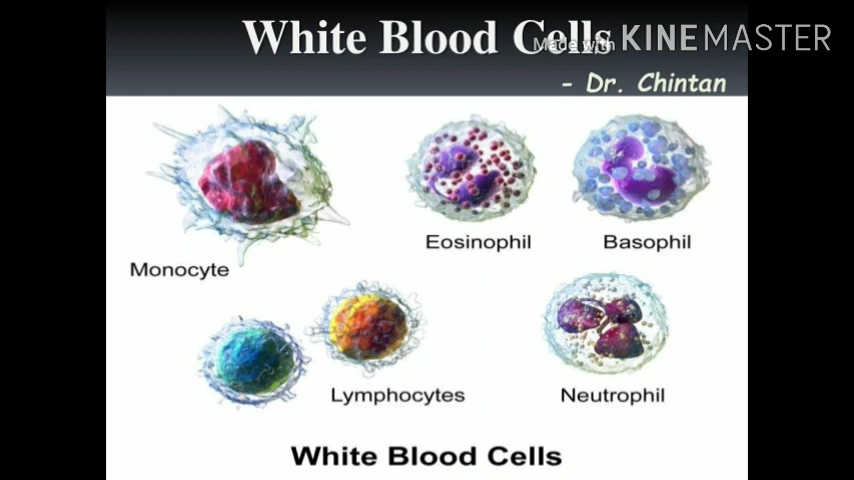 White Blood Cells
Made with KINEMASTER
- Dr. Chintan
Monocyte
Eosinophil
Basophil
Lymphocytes
Neutrophil
White Blood Cells